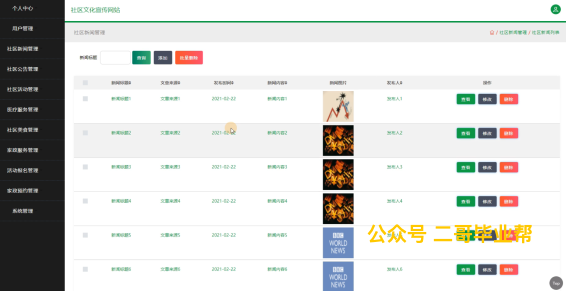 个人中心
社区文化宣传网站
用户管理
社区新闻管理
社区新闻管理 / 社区新闻管理 / 社区新闻列表
新闻标题 查询 添加 批量删除
社区公告管理
社区活动管理
医疗服务管理
社区美食管理
家政服务管理
活动报名管理
家政预约管理
系统管理
新闻标题 文章来源 发布时间 新闻内容 新闻图片 发布人 操作
新闻标题1 文章来源1 2021-02-22 新闻内容1 发布人1 查看 修改 删除
新闻标题2 文章来源2 2021-02-22 新闻内容2 发布人2 查看 修改 删除
新闻标题3 文章来源3 2021-02-22 新闻内容3 发布人3 查看 修改 删除
新闻标题4 文章来源4 2021-02-22 新闻内容4 发布人4 查看 修改 删除
新闻标题5 文章来源5 2021-02-22 新闻内容5 BBC WORLD NEWS
公众号 二哥毕业帮
新闻标题6 文章来源6 2021-02-22 新闻内容6 BBC WORLD NEWS 发布人6 查看 修改 删除
Top